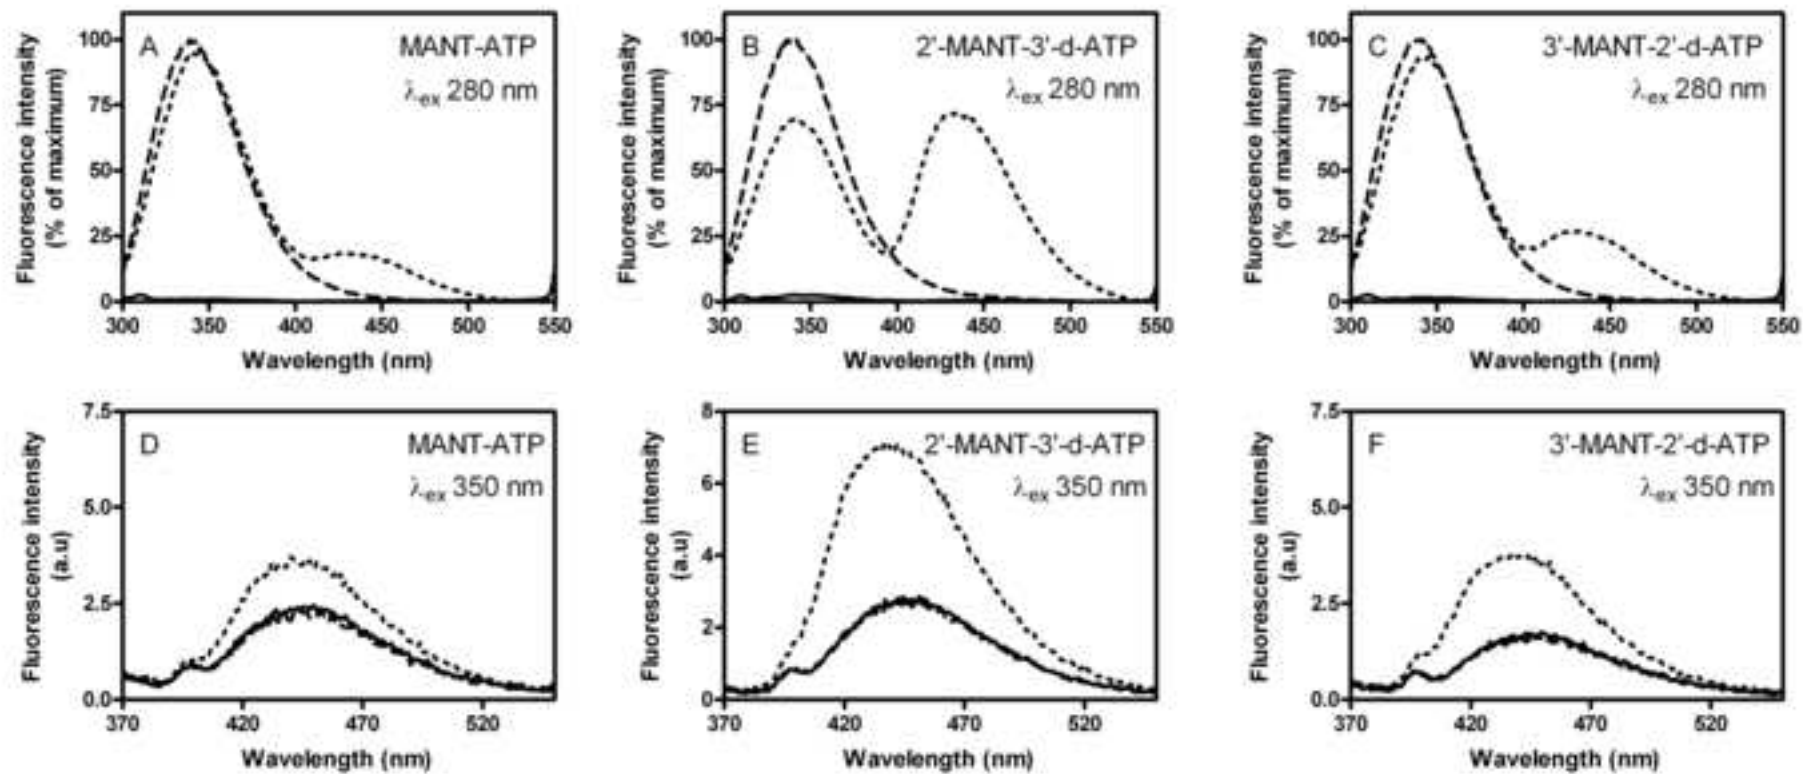 A MANT-ATP
λex 280 nm
Fluorescence intensity
(% of maximum)
100
75
50
25
0
300 350 400 450 500 550
Wavelength (nm)
B 2'-MANT-3'-d-ATP
λex 280 nm
Fluorescence intensity
(% of maximum)
100
75
50
25
0
300 350 400 450 500 550
Wavelength (nm)
C 3'-MANT-2'-d-ATP
λex 280 nm
Fluorescence intensity
(% of maximum)
100
75
50
25
0
300 350 400 450 500 550
Wavelength (nm)
D MANT-ATP
λex 350 nm
Fluorescence intensity
(a.u)
7.5
5.0
2.5
0.0
370 420 470 520
Wavelength (nm)
E 2'-MANT-3'-d-ATP
λex 350 nm
Fluorescence intensity
(a.u)
8
6
4
2
0
370 420 470 520
Wavelength (nm)
F 3'-MANT-2'-d-ATP
λex 350 nm
Fluorescence intensity
(a.u)
7.5
5.0
2.5
0.0
370 420 470 520
Wavelength (nm)